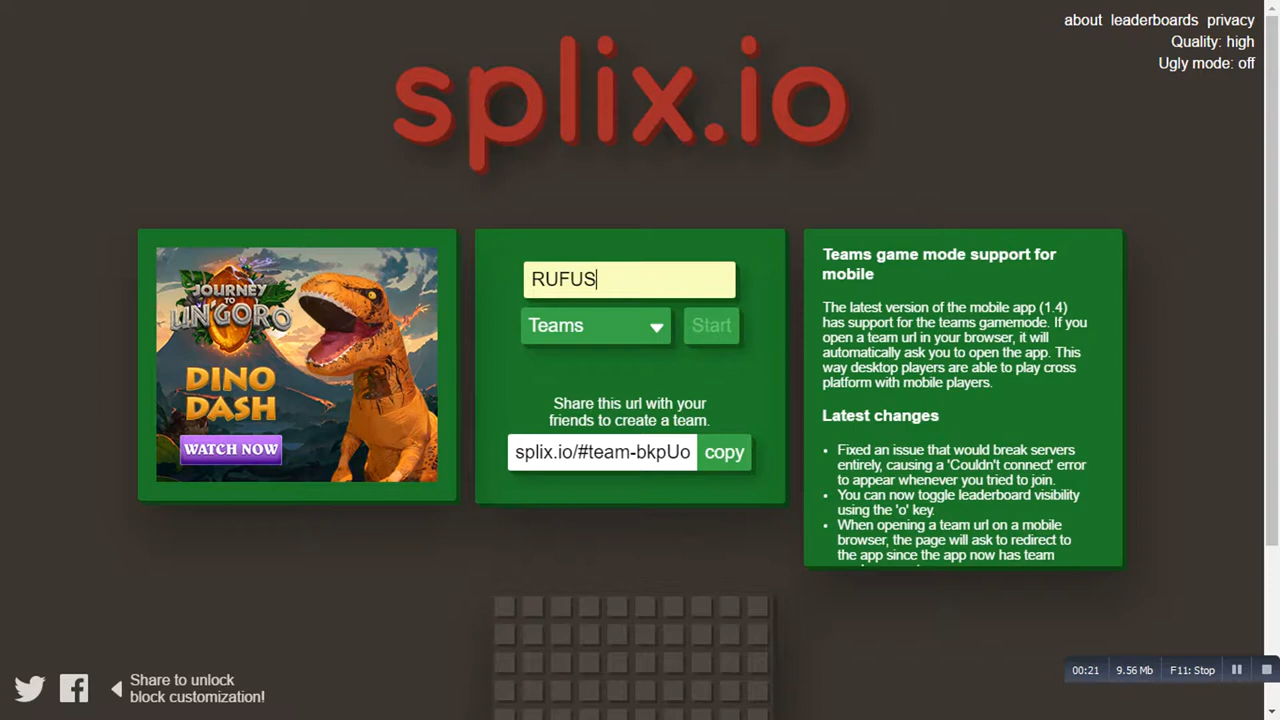 about leaderboards privacy
Quality: high
Ugly mode: off
splix.io
JOURNEY
TO
UN'GORO
DINO
DASH
WATCH NOW
RUFUS
Teams
Start
Share this url with your
friends to create a team.
splix.io/#team-bkpUo
copy
Teams game mode support for
mobile
The latest version of the mobile app (1.4)
has support for the teams gamemode. If you
open a team url in your browser, it will
automatically ask you to open the app. This
way desktop players are able to play cross
platform with mobile players.
Latest changes
• Fixed an issue that would break servers
entirely, causing a 'Couldn't connect' error
to appear whenever you tried to join.
• You can now toggle leaderboard visibility
using the 'o' key.
• When opening a team url on a mobile
browser, the page will ask to redirect to
the app since the app now has team
Share to unlock
block customization!
00:21
9.56 Mb
F11: Stop